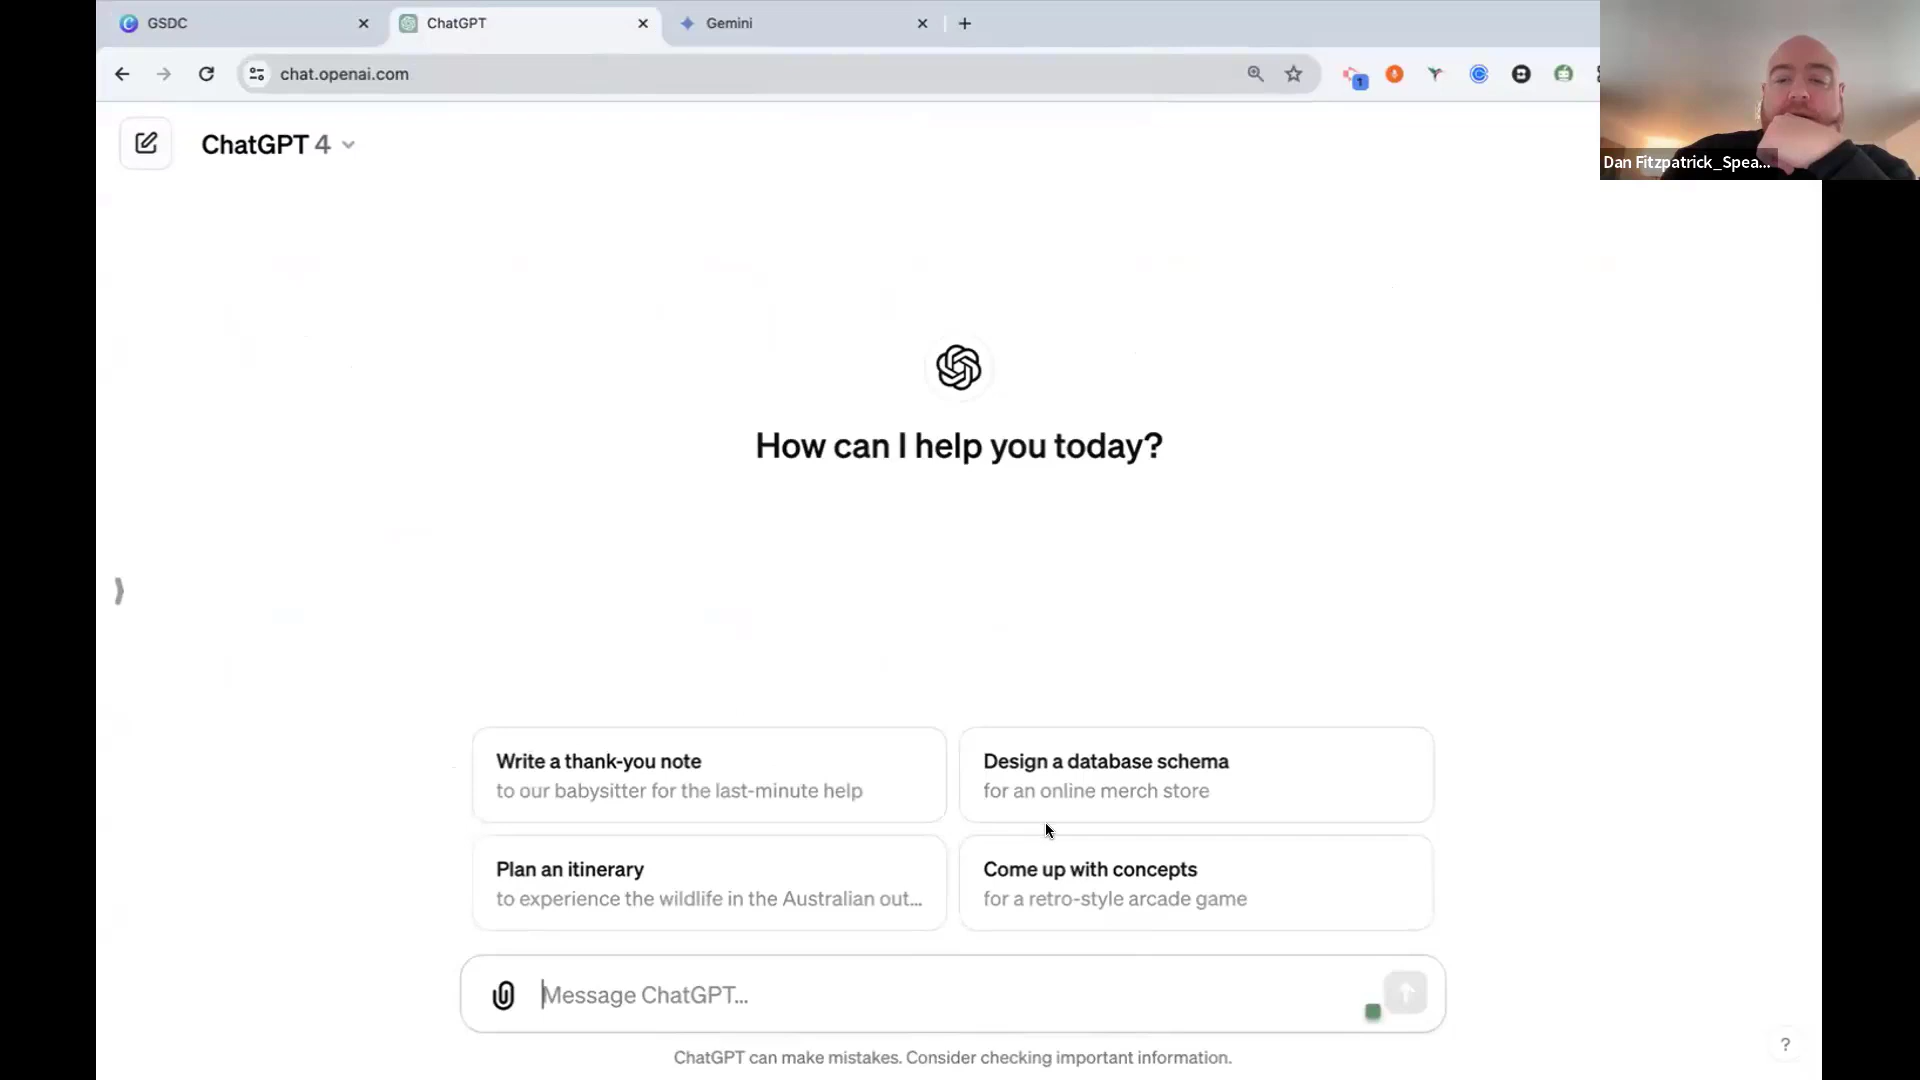 GSDC
ChatGPT
Gemini
chat.openai.com
1
Dan Fitzpatrick_Spea...
ChatGPT 4
How can I help you today?
Write a thank-you note
to our babysitter for the last-minute help
Design a database schema
for an online merch store
Plan an itinerary
to experience the wildlife in the Australian out...
Come up with concepts
for a retro-style arcade game
Message ChatGPT...
ChatGPT can make mistakes. Consider checking important information.
?